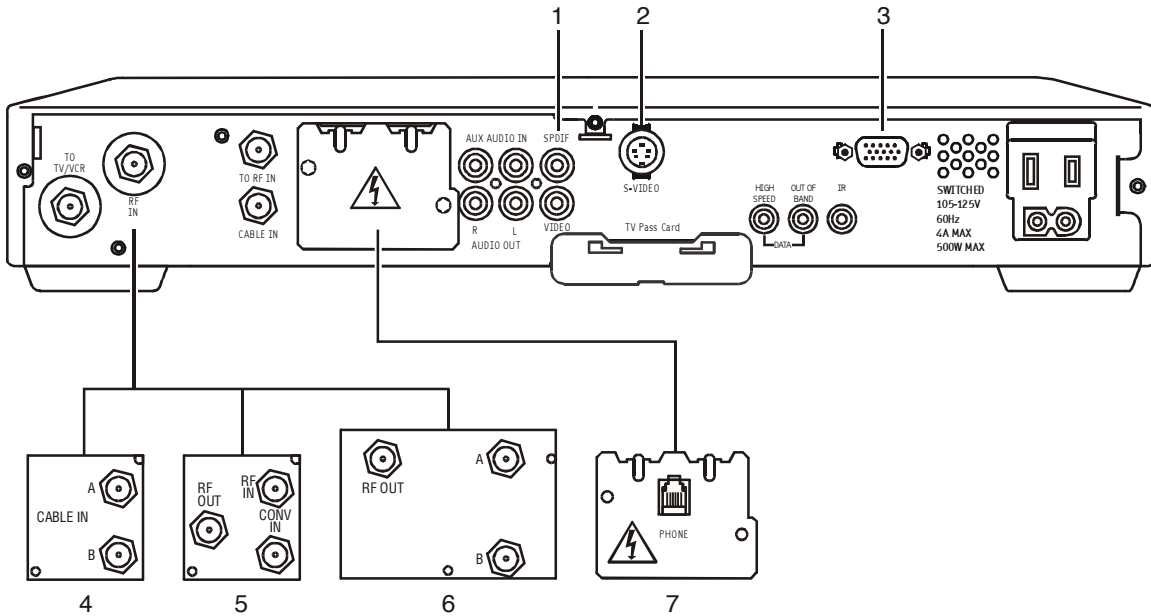 1
2
3
TO
TV/VCR
RF
IN
TO RF IN
CABLE IN
AUX AUDIO IN
SPDIF
R
L
VIDEO
AUDIO OUT
S-VIDEO
TV Pass Card
HIGH
SPEED
OUT OF
BAND
IR
DATA
SWITCHED
105-125V
60Hz
4A MAX
500W MAX
A
CABLE IN
B
RF
OUT
RF
IN
CONV
IN
RF OUT
A
B
PHONE
4
5
6
7